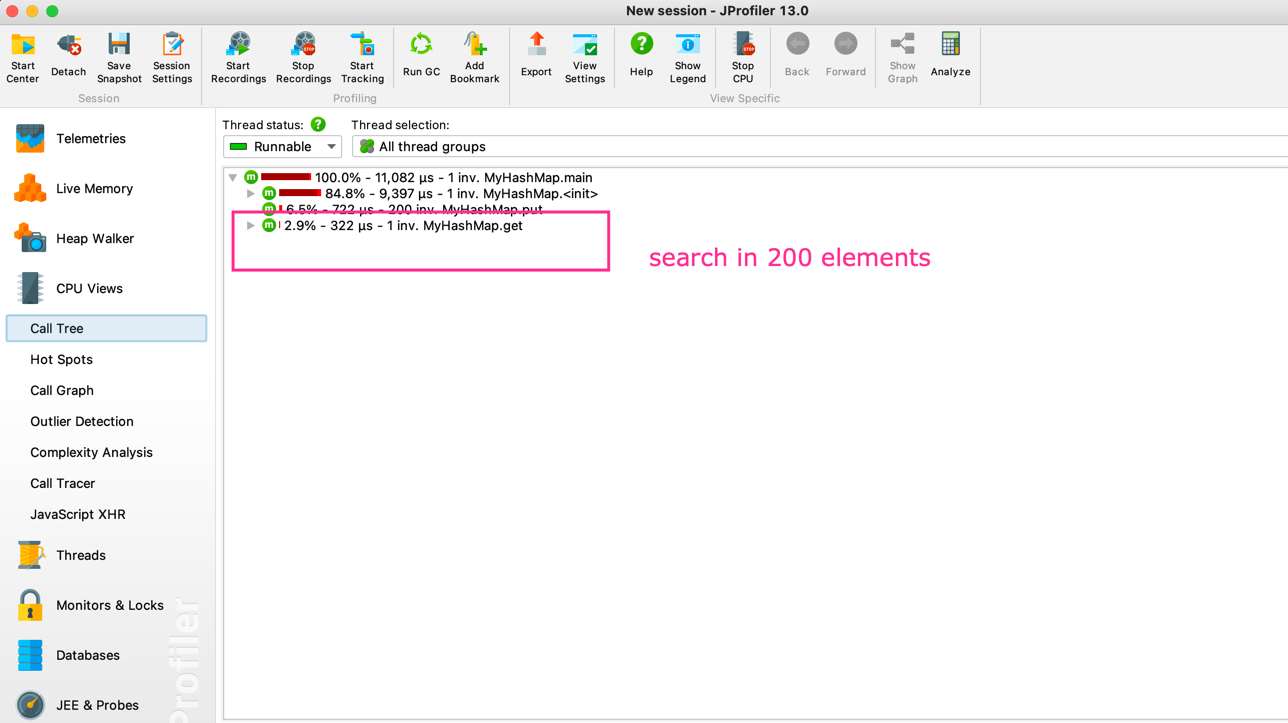 New session - JProfiler 13.0
Start Center
Detach
Save Snapshot
Session Settings
Start Recordings
Stop Recordings
Start Tracking
Run GC
Add Bookmark
Export
View Settings
Help
Show Legend
Stop CPU
Back
Forward
Show Graph
Analyze
Session
Profiling
View Specific
Telemetries
Live Memory
Heap Walker
CPU Views
Call Tree
Hot Spots
Call Graph
Outlier Detection
Complexity Analysis
Call Tracer
JavaScript XHR
Threads
Monitors & Locks
Databases
JEE & Probes
JProfiler
Thread status:
Thread selection:
Runnable
All thread groups
100.0% - 11,082 µs - 1 inv. MyHashMap.main
84.8% - 9,397 µs - 1 inv. MyHashMap.<init>
6.5% - 722 µs - 200 inv. MyHashMap.put
2.9% - 322 µs - 1 inv. MyHashMap.get
search in 200 elements